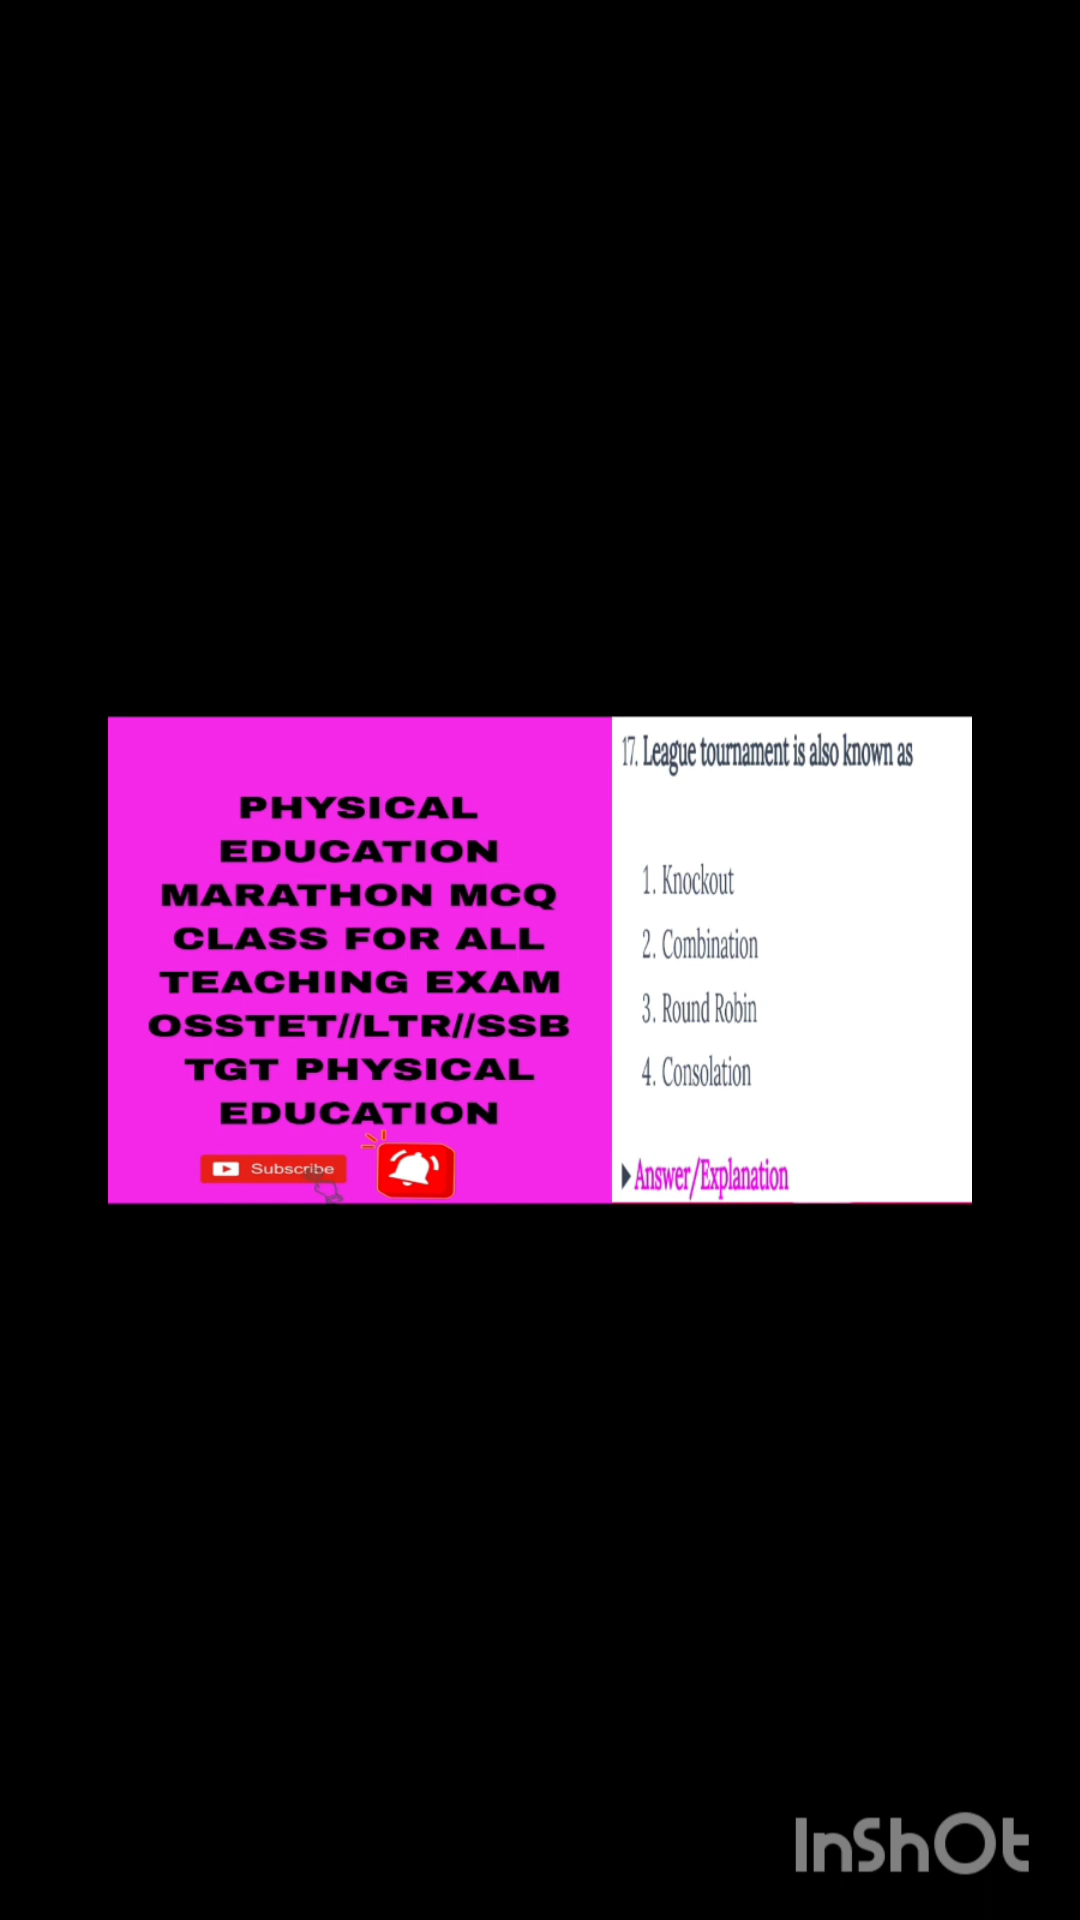 PHYSICAL
EDUCATION
MARATHON MCQ
CLASS FOR ALL
TEACHING EXAM
OSSTET//LTR//SSB
TGT PHYSICAL
EDUCATION
Subscribe
17. League tournament is also known as
1. Knockout
2. Combination
3. Round Robin
4. Consolation
Answer/Explanation
InShOt